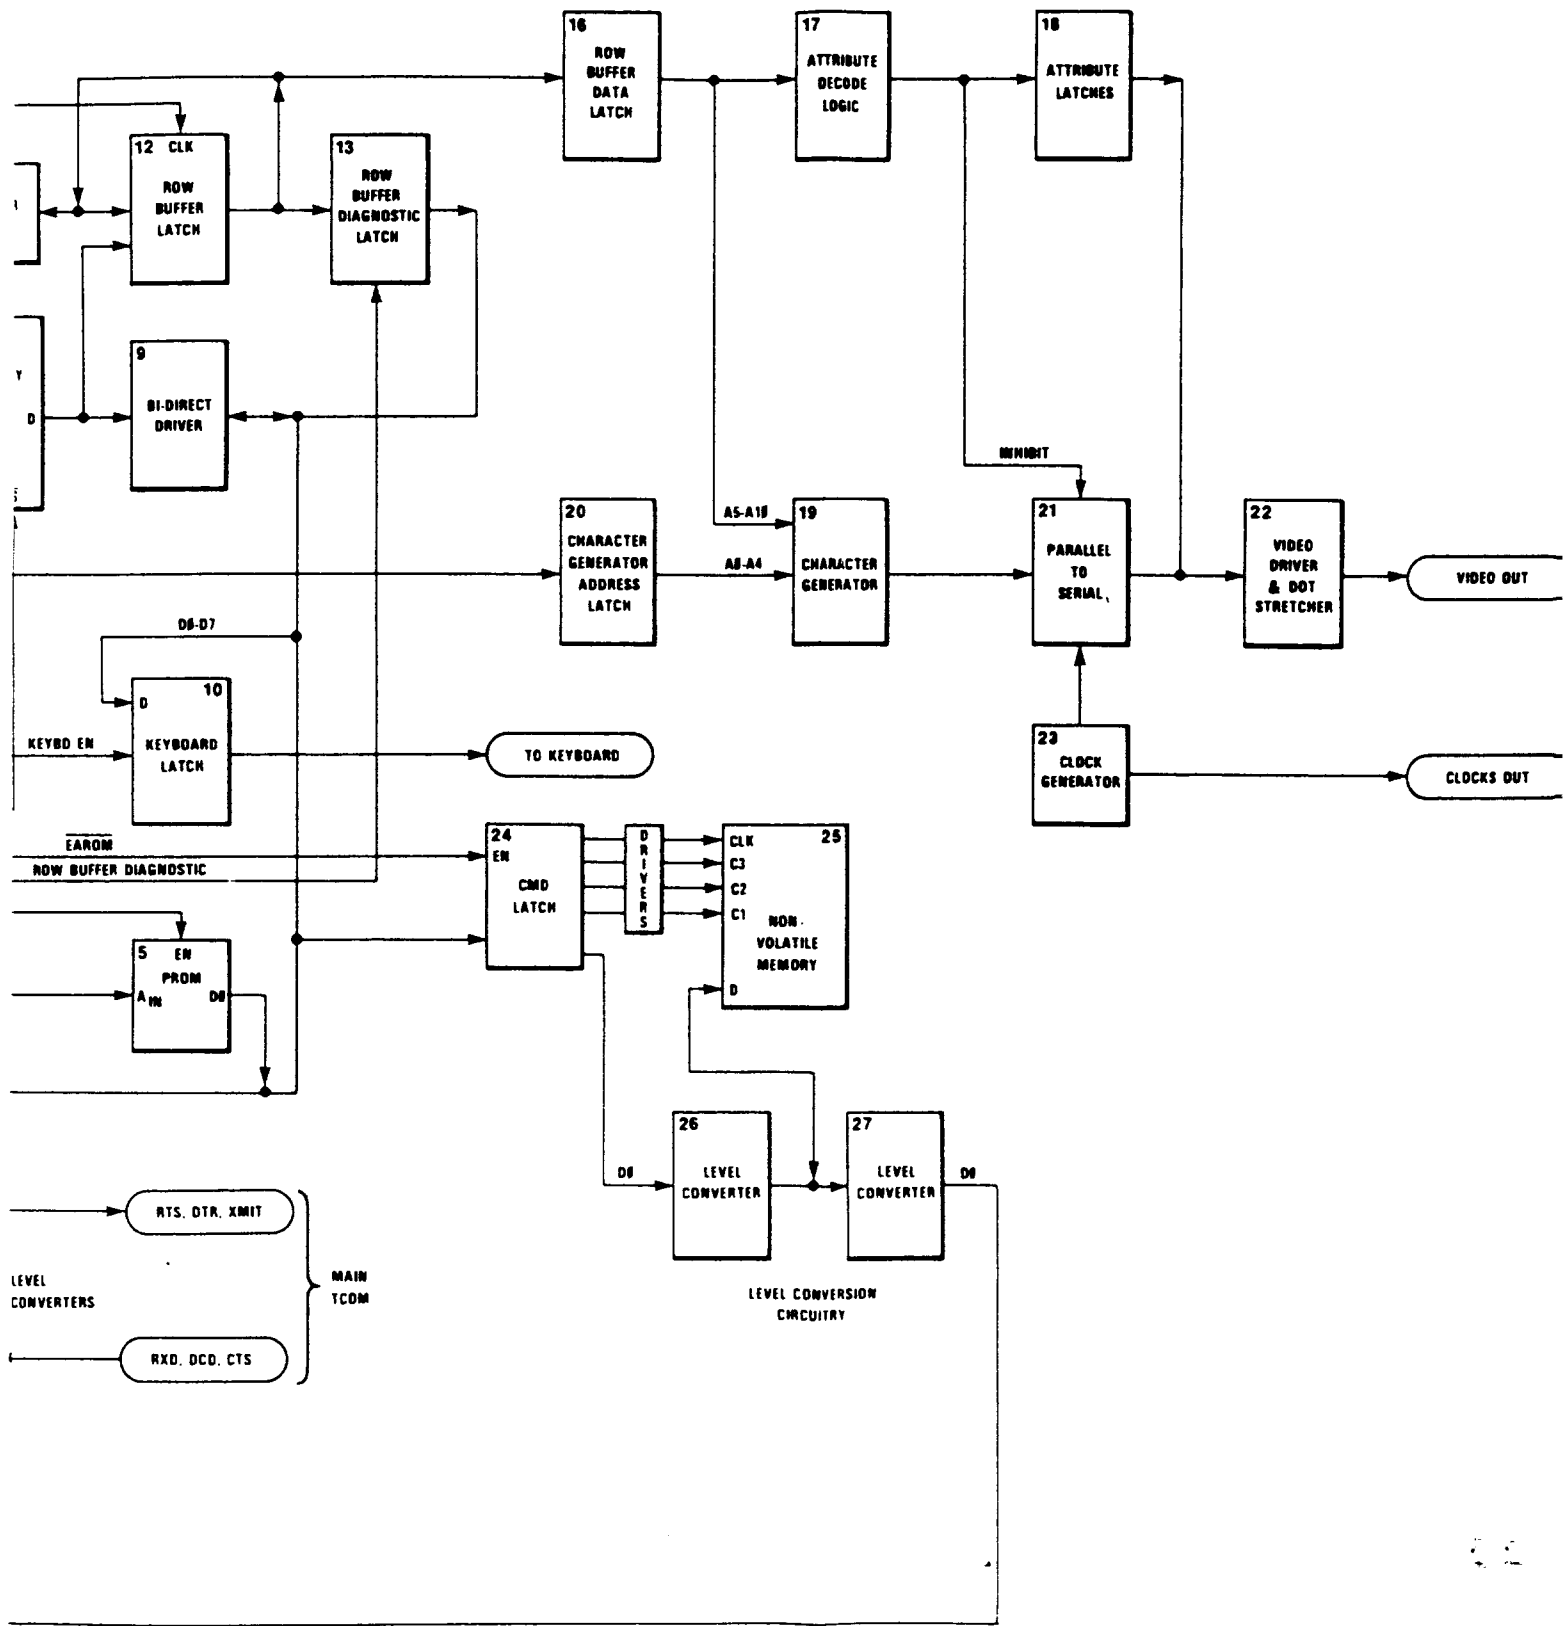 16
ROW
BUFFER
DATA
LATCH
17
ATTRIBUTE
DECODE
LOGIC
18
ATTRIBUTE
LATCHES
12 CLK
ROW
BUFFER
LATCH
13
ROW
BUFFER
DIAGNOSTIC
LATCH
Y
D
9
BI-DIRECT
DRIVER
INHIBIT
20
CHARACTER
GENERATOR
ADDRESS
LATCH
A5-A10
A0-A4
19
CHARACTER
GENERATOR
21
PARALLEL
TO
SERIAL
22
VIDEO
DRIVER
& DOT
STRETCHER
VIDEO OUT
D0-D7
10
D
KEYBOARD
LATCH
KEYBD EN
TO KEYBOARD
23
CLOCK
GENERATOR
CLOCKS OUT
EAROM
ROW BUFFER DIAGNOSTIC
24
EN
CMD
LATCH
DRIVERS
25
CLK
C3
C2
C1
NON-
VOLATILE
MEMORY
D
5 EN
PROM
A IN D0
D0
26
LEVEL
CONVERTER
27
LEVEL
CONVERTER
D0
LEVEL CONVERSION
CIRCUITRY
RTS, DTR, XMIT
LEVEL
CONVERTERS
MAIN
TCOM
RXD, DCD, CTS